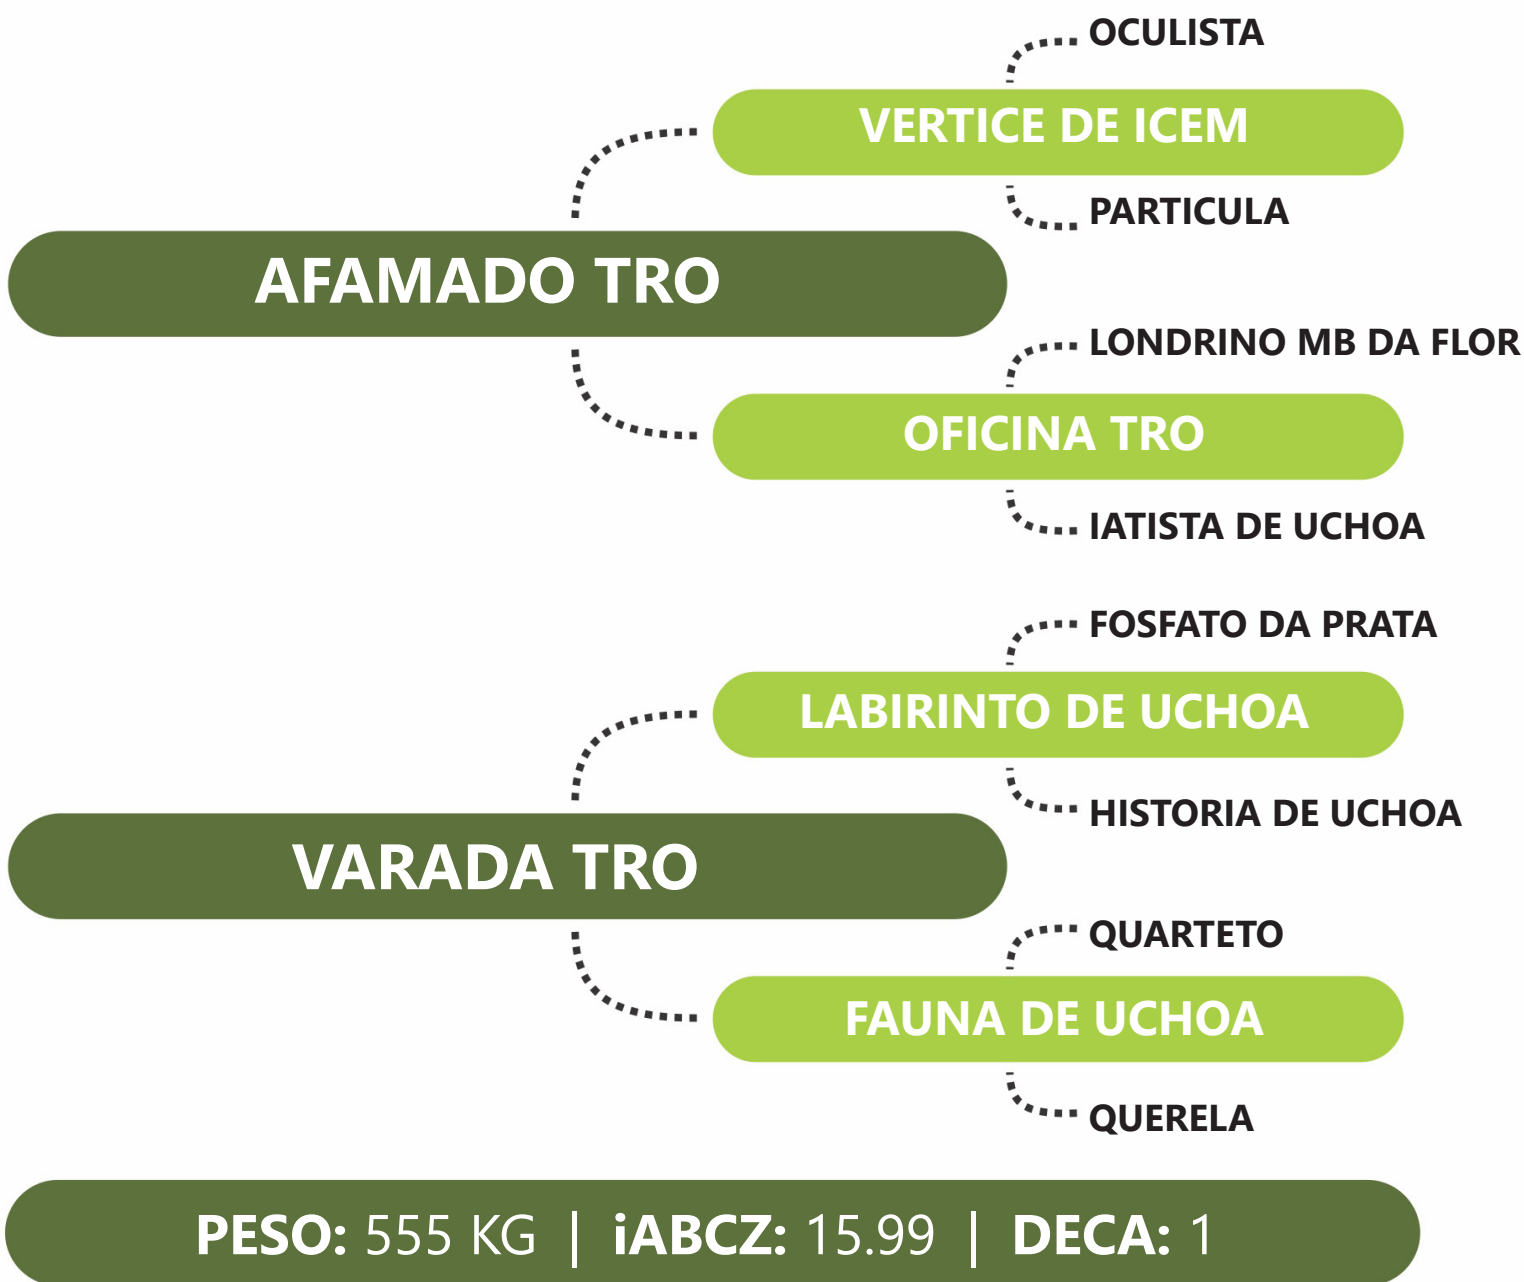 OCULISTA
VERTICE DE ICEM
PARTICULA
AFAMADO TRO
LONDRINO MB DA FLOR
OFICINA TRO
IATISTA DE UCHOA
FOSFATO DA PRATA
LABIRINTO DE UCHOA
HISTORIA DE UCHOA
VARADA TRO
QUARTETO
FAUNA DE UCHOA
QUERELA
PESO: 555 KG | iABCZ: 15.99 | DECA: 1